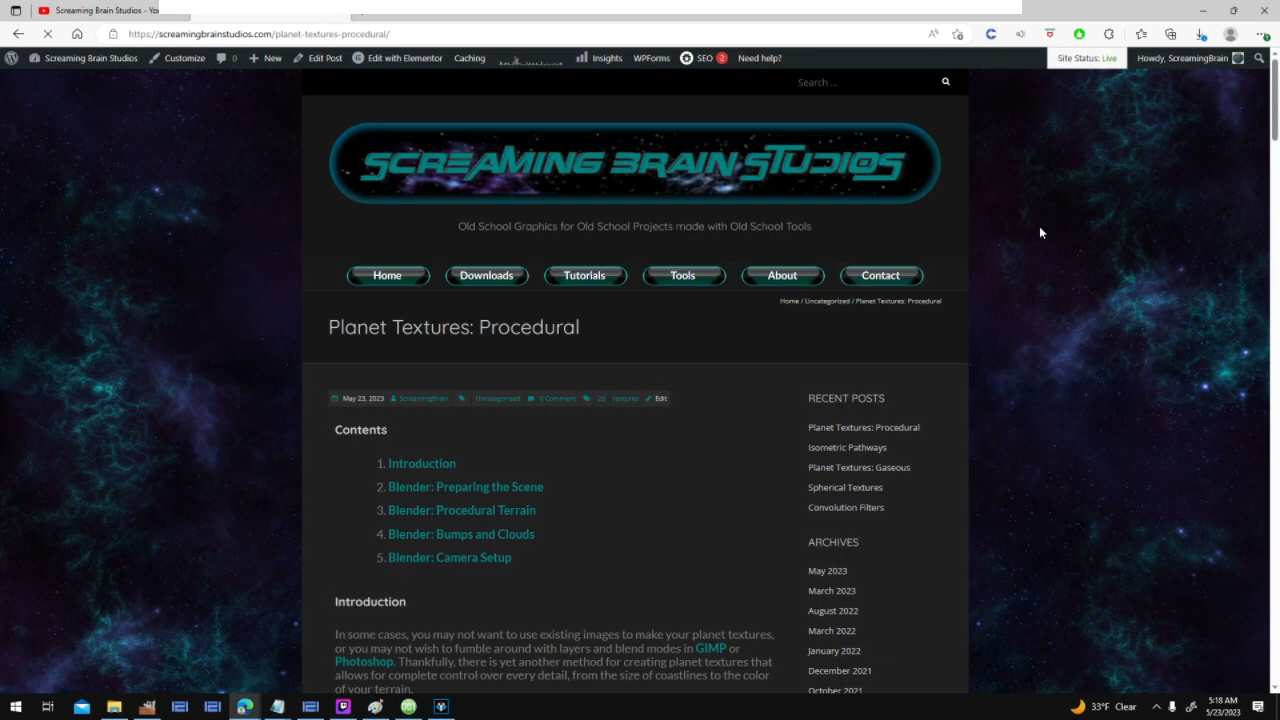 Screaming Brain Studios - Yo
https://screamingbrainstudios.com/planet-textures-procedural/
Screaming Brain Studios Customize 0 New Edit Post Edit with Elementor Caching Insights WPForms SEO 2 Need help? Site Status: Live Howdy, ScreamingBrain
Search ...
SCREAMING BRAIN STUDIOS
Old School Graphics for Old School Projects made with Old School Tools
Home Downloads Tutorials Tools About Contact
Home / Uncategorized / Planet Textures: Procedural
Planet Textures: Procedural
May 23, 2023 ScreamingBrain Uncategorized 0 Comment 2d textures Edit
Contents
1. Introduction
2. Blender: Preparing the Scene
3. Blender: Procedural Terrain
4. Blender: Bumps and Clouds
5. Blender: Camera Setup
Introduction
In some cases, you may not want to use existing images to make your planet textures,
or you may not wish to fumble around with layers and blend modes in GIMP or
Photoshop. Thankfully, there is yet another method for creating planet textures that
allows for complete control over every detail, from the size of coastlines to the color
of your terrain.
RECENT POSTS
Planet Textures: Procedural
Isometric Pathways
Planet Textures: Gaseous
Spherical Textures
Convolution Filters
ARCHIVES
May 2023
March 2023
August 2022
March 2022
January 2022
December 2021
October 2021
33°F Clear
5:18 AM
5/23/2023